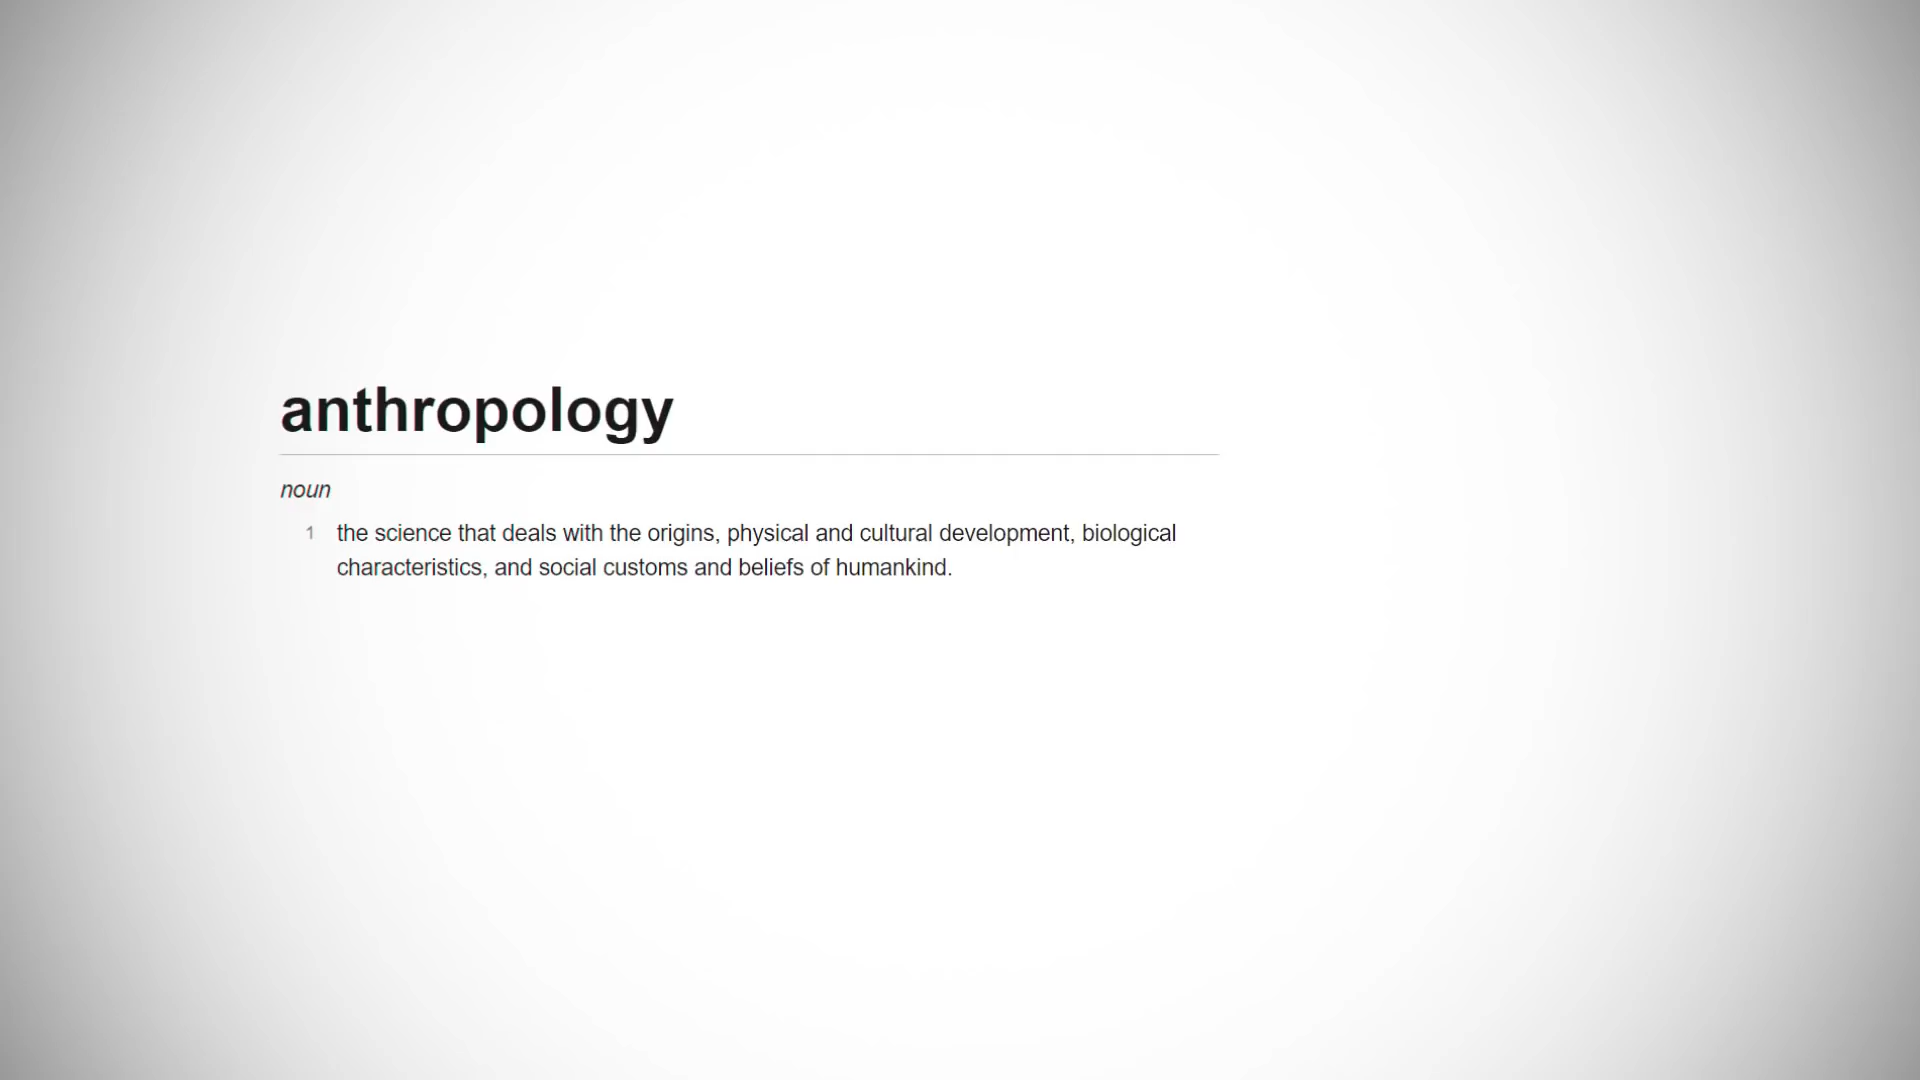 anthropology
noun
1 the science that deals with the origins, physical and cultural development, biological
characteristics, and social customs and beliefs of humankind.